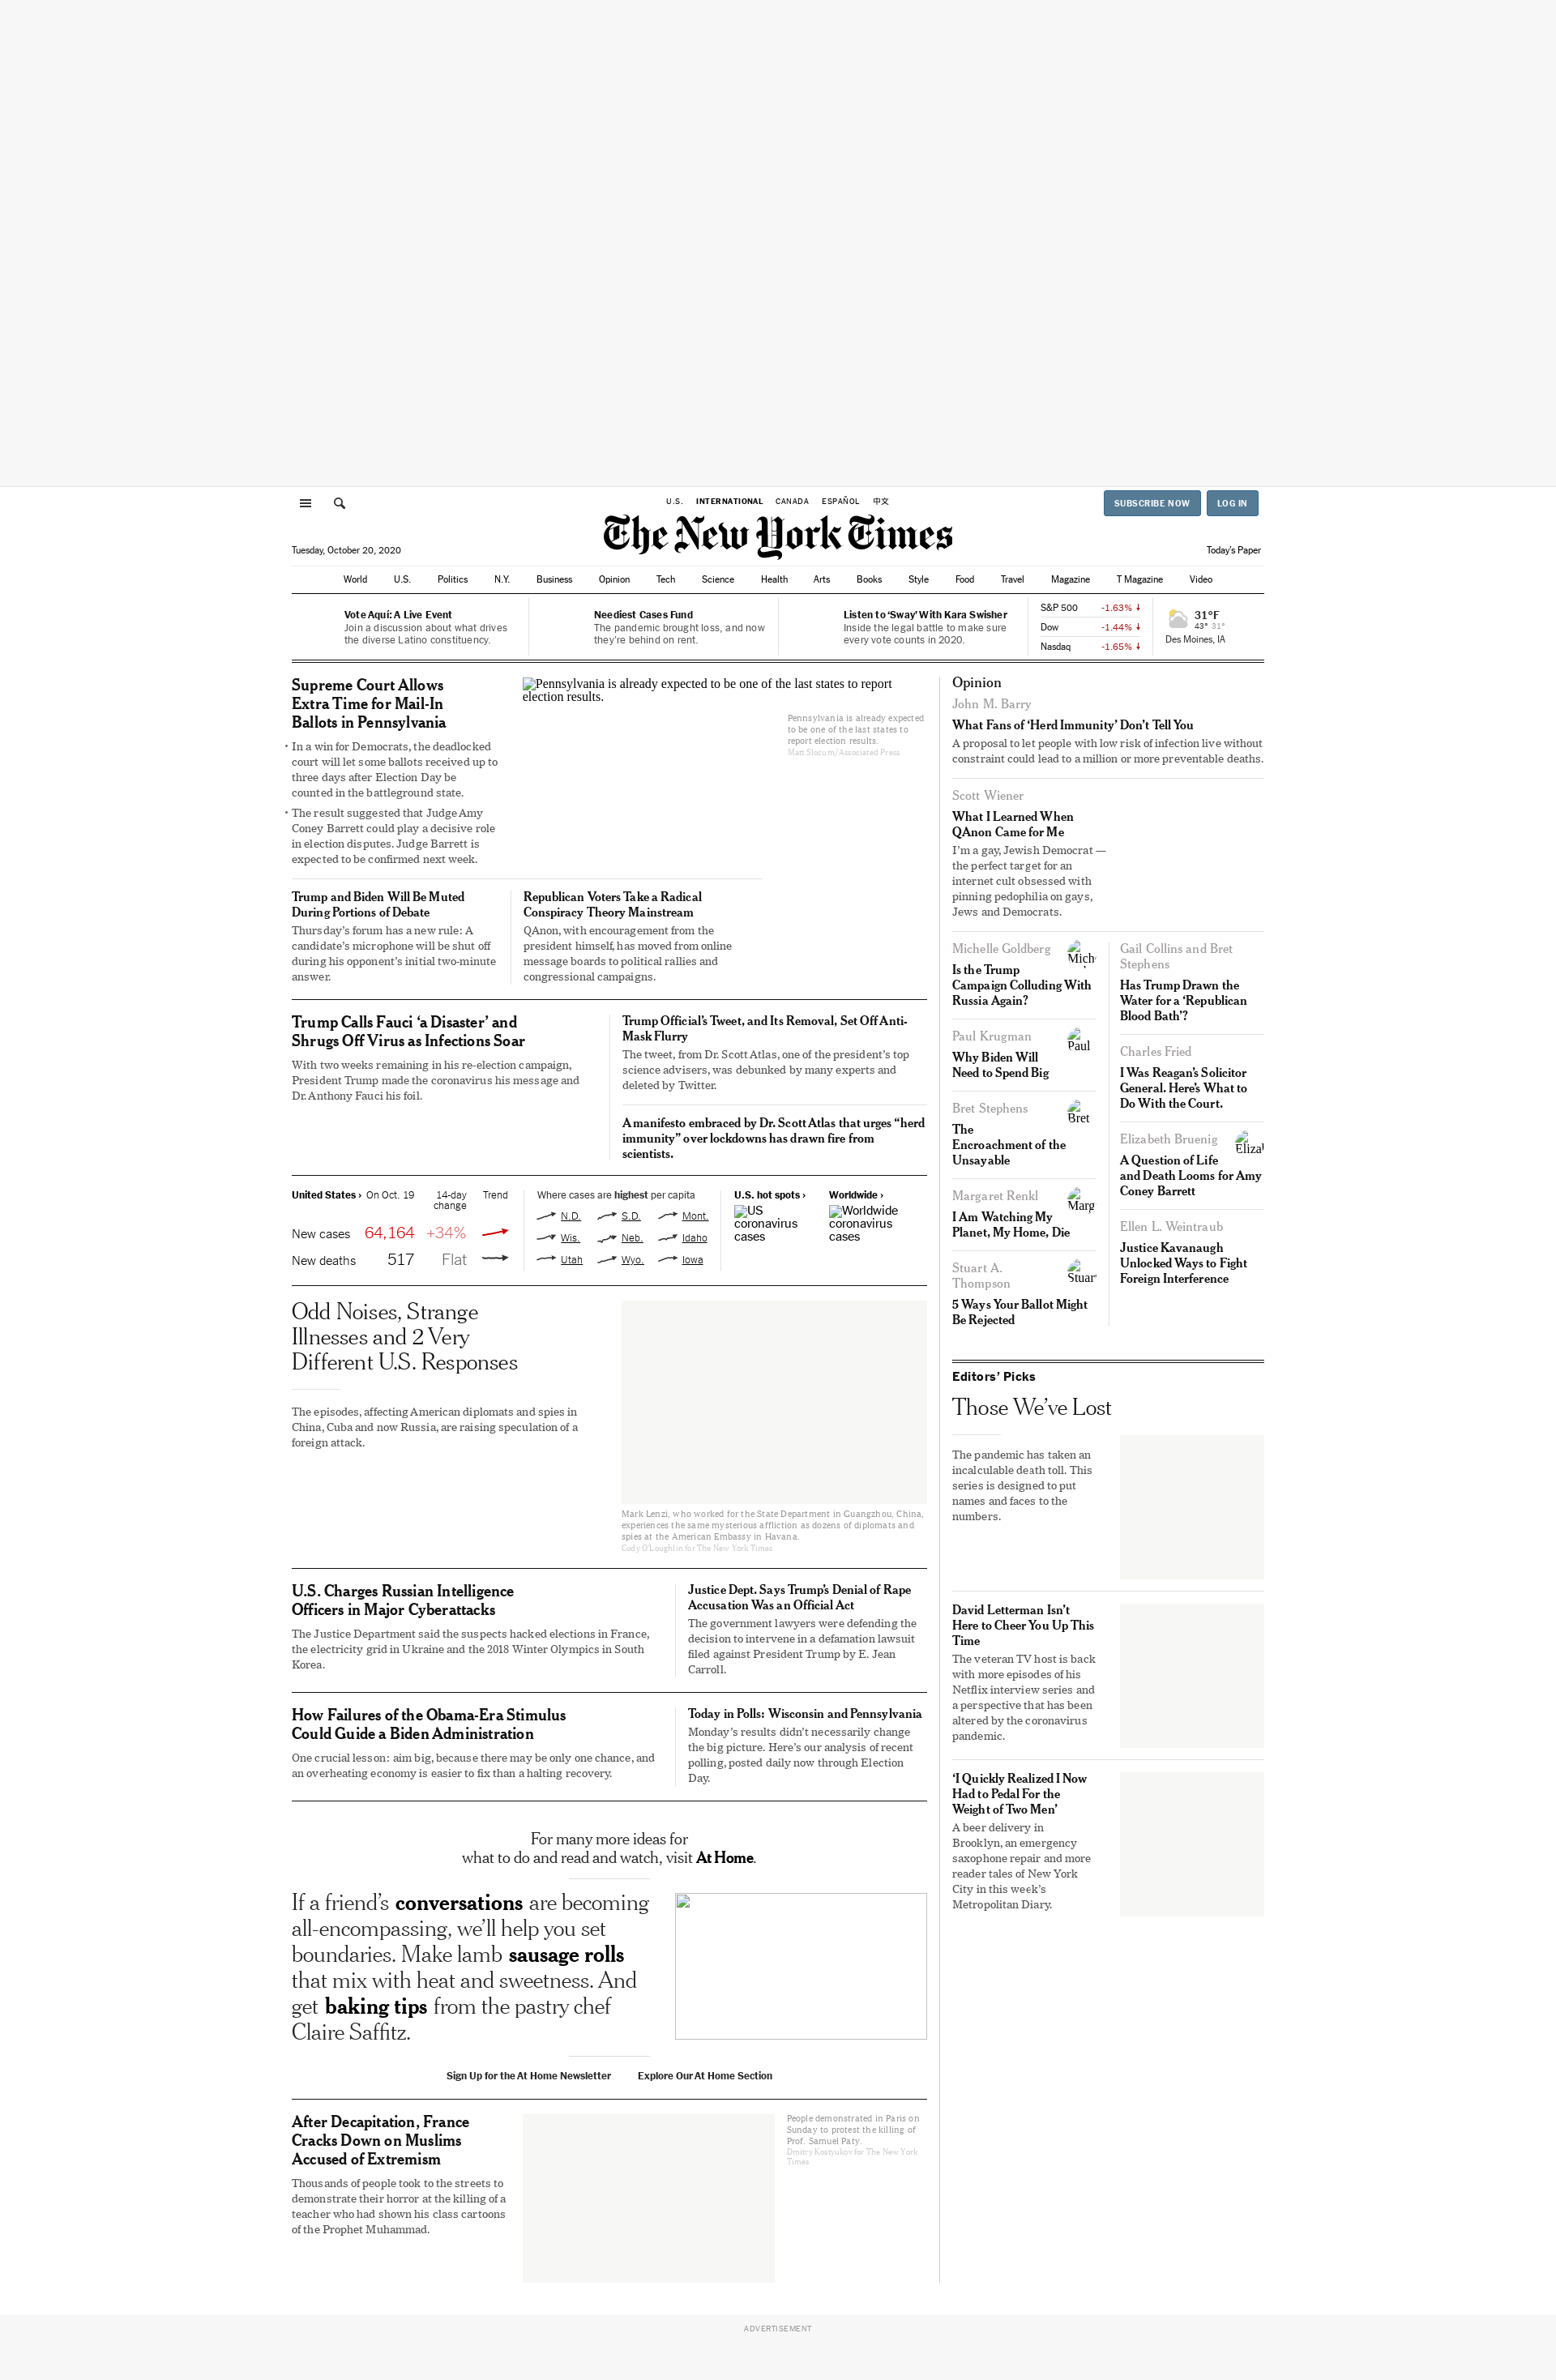 U.S. INTERNATIONAL CANADA ESPAÑOL 中文
SUBSCRIBE NOW LOG IN
The New York Times
Tuesday, October 20, 2020
Today's Paper
World U.S. Politics N.Y. Business Opinion Tech Science Health Arts Books Style Food Travel Magazine T Magazine Video
Vote Aquí: A Live Event
Join a discussion about what drives
the diverse Latino constituency.
Neediest Cases Fund
The pandemic brought loss, and now
they're behind on rent.
Listen to ‘Sway’ With Kara Swisher
Inside the legal battle to make sure
every vote counts in 2020.
S&P 500 -1.63%
Dow -1.44%
Nasdaq -1.65%
31°F
43° 31°
Des Moines, IA
Supreme Court Allows
Extra Time for Mail-In
Ballots in Pennsylvania
• In a win for Democrats, the deadlocked
court will let some ballots received up to
three days after Election Day be
counted in the battleground state.
• The result suggested that Judge Amy
Coney Barrett could play a decisive role
in election disputes. Judge Barrett is
expected to be confirmed next week.
Pennsylvania is already expected to be one of the last states to report
election results.
Pennsylvania is already expected
to be one of the last states to
report election results.
Matt Slocum/Associated Press
Trump and Biden Will Be Muted
During Portions of Debate
Thursday’s forum has a new rule: A
candidate’s microphone will be shut off
during his opponent’s initial two-minute
answer.
Republican Voters Take a Radical
Conspiracy Theory Mainstream
QAnon, with encouragement from the
president himself, has moved from online
message boards to political rallies and
congressional campaigns.
Trump Calls Fauci ‘a Disaster’ and
Shrugs Off Virus as Infections Soar
With two weeks remaining in his re-election campaign,
President Trump made the coronavirus his message and
Dr. Anthony Fauci his foil.
Trump Official’s Tweet, and Its Removal, Set Off Anti-
Mask Flurry
The tweet, from Dr. Scott Atlas, one of the president’s top
science advisers, was debunked by many experts and
deleted by Twitter.
A manifesto embraced by Dr. Scott Atlas that urges “herd
immunity” over lockdowns has drawn fire from
scientists.
United States › On Oct. 19 14-day
change Trend
New cases 64,164 +34%
New deaths 517 Flat
Where cases are highest per capita
N.D. S.D. Mont.
Wis. Neb. Idaho
Utah Wyo. Iowa
U.S. hot spots ›
US
coronavirus
cases
Worldwide ›
Worldwide
coronavirus
cases
Odd Noises, Strange
Illnesses and 2 Very
Different U.S. Responses
The episodes, affecting American diplomats and spies in
China, Cuba and now Russia, are raising speculation of a
foreign attack.
Mark Lenzi, who worked for the State Department in Guangzhou, China,
experiences the same mysterious affliction as dozens of diplomats and
spies at the American Embassy in Havana.
Cody O'Loughlin for The New York Times
U.S. Charges Russian Intelligence
Officers in Major Cyberattacks
The Justice Department said the suspects hacked elections in France,
the electricity grid in Ukraine and the 2018 Winter Olympics in South
Korea.
Justice Dept. Says Trump’s Denial of Rape
Accusation Was an Official Act
The government lawyers were defending the
decision to intervene in a defamation lawsuit
filed against President Trump by E. Jean
Carroll.
How Failures of the Obama-Era Stimulus
Could Guide a Biden Administration
One crucial lesson: aim big, because there may be only one chance, and
an overheating economy is easier to fix than a halting recovery.
Today in Polls: Wisconsin and Pennsylvania
Monday’s results didn’t necessarily change
the big picture. Here’s our analysis of recent
polling, posted daily now through Election
Day.
For many more ideas for
what to do and read and watch, visit At Home.
If a friend’s conversations are becoming
all-encompassing, we’ll help you set
boundaries. Make lamb sausage rolls
that mix with heat and sweetness. And
get baking tips from the pastry chef
Claire Saffitz.
Sign Up for the At Home Newsletter Explore Our At Home Section
After Decapitation, France
Cracks Down on Muslims
Accused of Extremism
Thousands of people took to the streets to
demonstrate their horror at the killing of a
teacher who had shown his class cartoons
of the Prophet Muhammad.
People demonstrated in Paris on
Sunday to protest the killing of
Prof. Samuel Paty.
Dmitry Kostyukov for The New York
Times
Opinion
John M. Barry
What Fans of ‘Herd Immunity’ Don’t Tell You
A proposal to let people with low risk of infection live without
constraint could lead to a million or more preventable deaths.
Scott Wiener
What I Learned When
QAnon Came for Me
I’m a gay, Jewish Democrat —
the perfect target for an
internet cult obsessed with
pinning pedophilia on gays,
Jews and Democrats.
Michelle Goldberg
Is the Trump
Campaign Colluding With
Russia Again?
Paul Krugman
Paul
Why Biden Will
Need to Spend Big
Bret Stephens
Bret
The
Encroachment of the
Unsayable
Margaret Renkl
I Am Watching My
Planet, My Home, Die
Stuart A.
Thompson
5 Ways Your Ballot Might
Be Rejected
Gail Collins and Bret
Stephens
Has Trump Drawn the
Water for a ‘Republican
Blood Bath’?
Charles Fried
I Was Reagan’s Solicitor
General. Here’s What to
Do With the Court.
Elizabeth Bruenig
A Question of Life
and Death Looms for Amy
Coney Barrett
Ellen L. Weintraub
Justice Kavanaugh
Unlocked Ways to Fight
Foreign Interference
Editors’ Picks
Those We’ve Lost
The pandemic has taken an
incalculable death toll. This
series is designed to put
names and faces to the
numbers.
David Letterman Isn’t
Here to Cheer You Up This
Time
The veteran TV host is back
with more episodes of his
Netflix interview series and
a perspective that has been
altered by the coronavirus
pandemic.
‘I Quickly Realized I Now
Had to Pedal For the
Weight of Two Men’
A beer delivery in
Brooklyn, an emergency
saxophone repair and more
reader tales of New York
City in this week’s
Metropolitan Diary.
ADVERTISEMENT